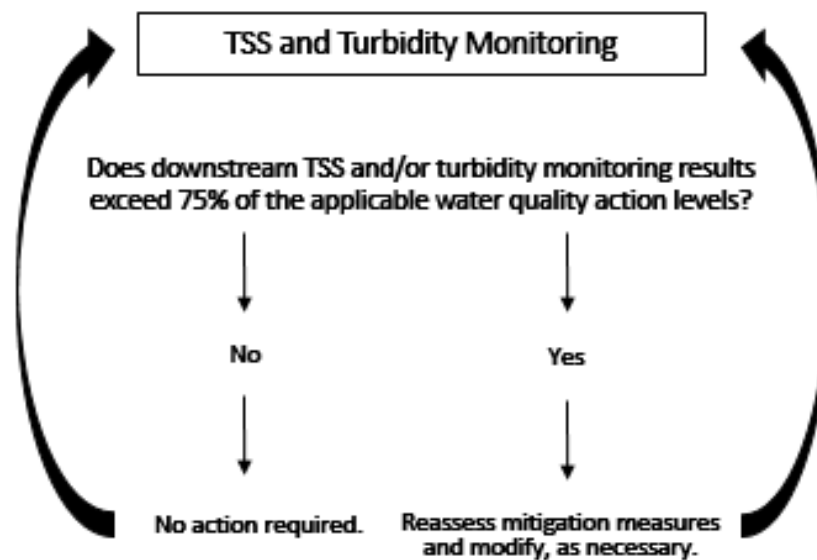 TSS and Turbidity Monitoring
Does downstream TSS and/or turbidity monitoring results
exceed 75% of the applicable water quality action levels?
No
Yes
No action required.
Reassess mitigation measures
and modify, as necessary.